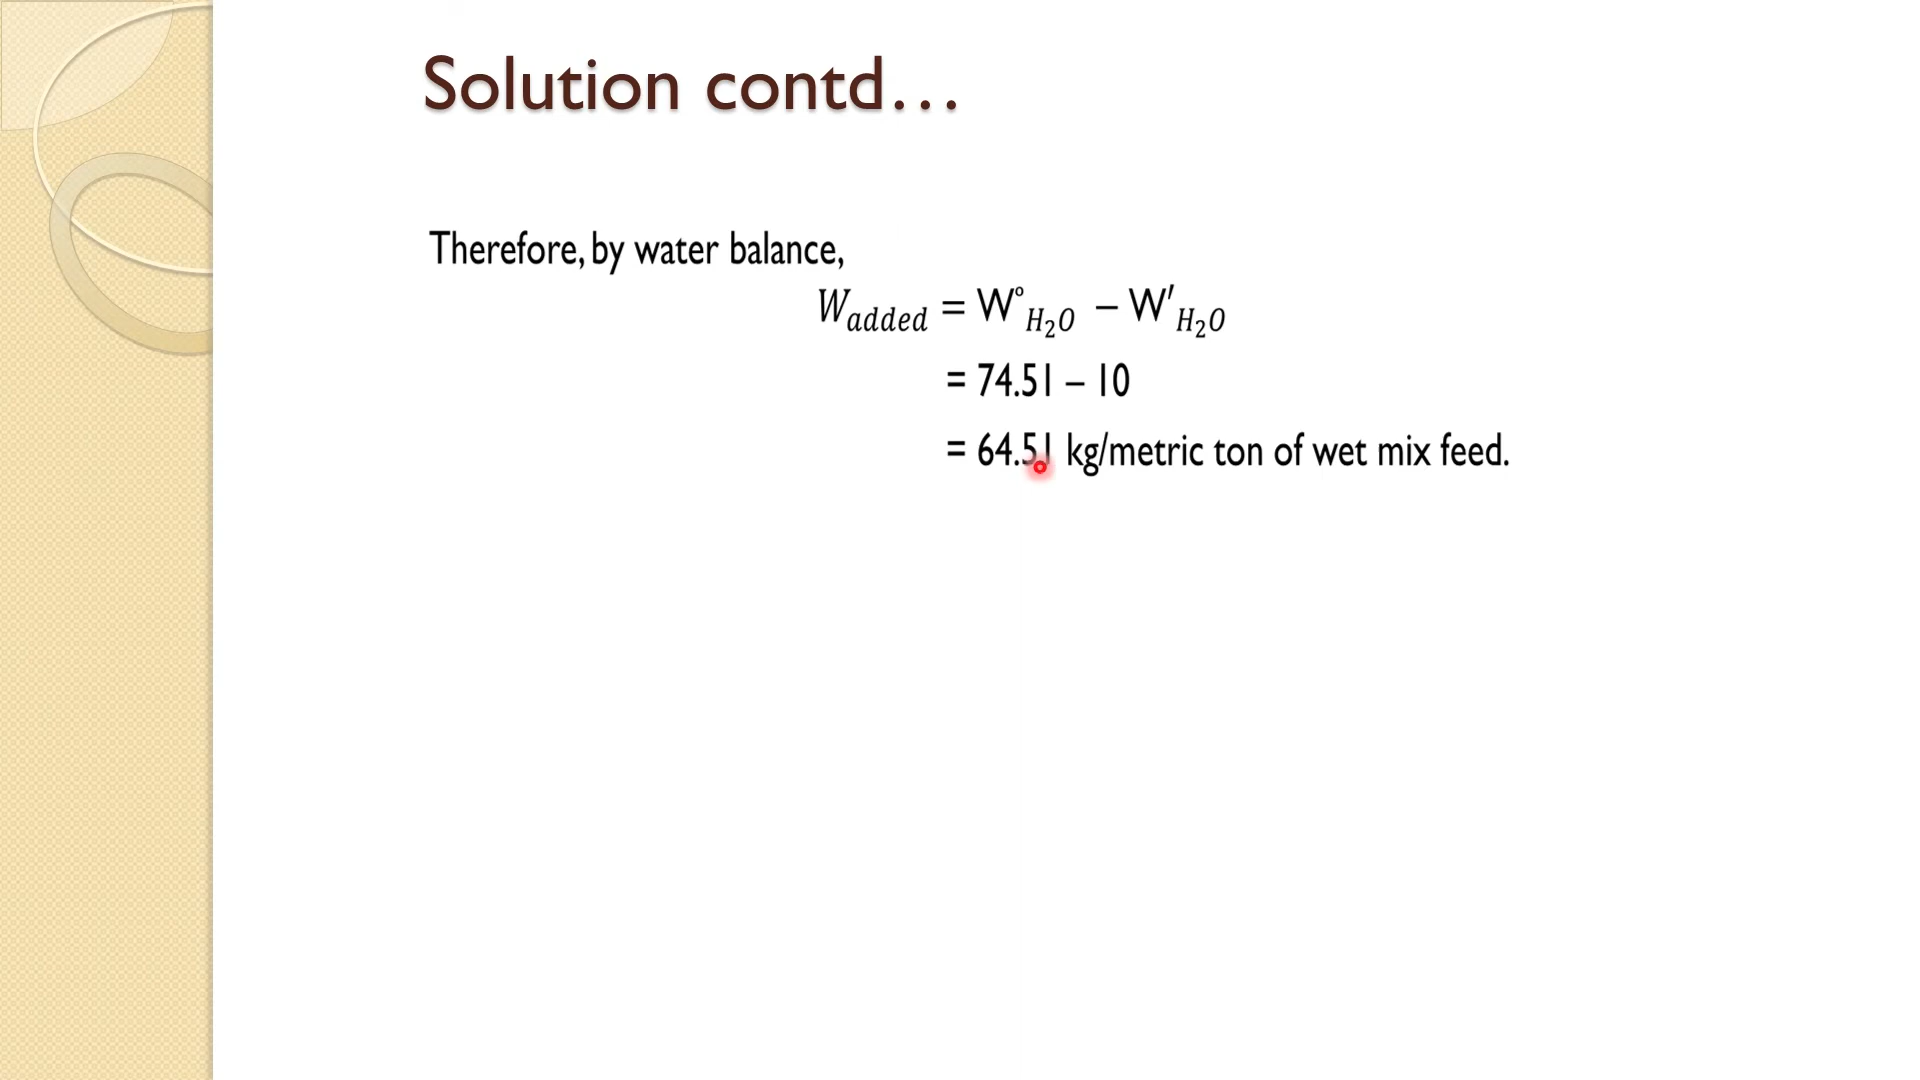 Solution contd…
Therefore, by water balance,
W_added = W°_H₂O – W′_H₂O
= 74.51 – 10
= 64.51 kg/metric ton of wet mix feed.